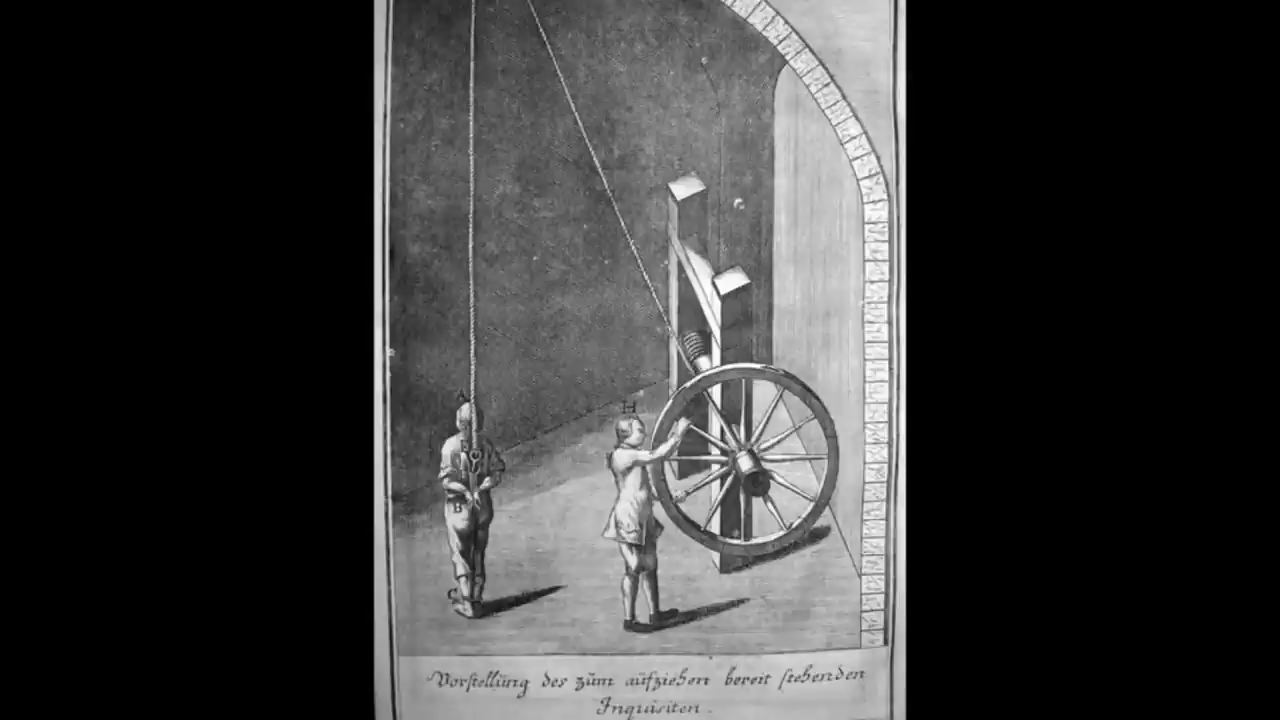 A
H
B
C
Vorstellung des zum aufziehen bereit stehenden
Inquisiten.